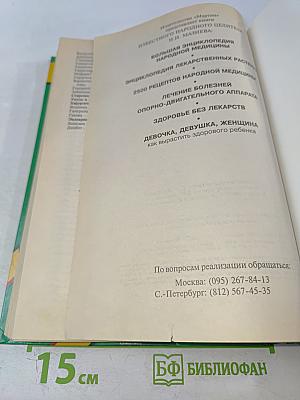 Издательство «Мартин»
представляет книги
ИЗВЕСТНОГО НАРОДНОГО ЦЕЛИТЕЛЯ
Н.И. МАЗНЕВА:
БОЛЬШАЯ ЭНЦИКЛОПЕДИЯ
НАРОДНОЙ МЕДИЦИНЫ
ЭНЦИКЛОПЕДИЯ ЛЕКАРСТВЕННЫХ РАСТЕНИЙ
2500 РЕЦЕПТОВ НАРОДНОЙ МЕДИЦИНЫ
ЛЕЧЕНИЕ БОЛЕЗНЕЙ
ОПОРНО-ДВИГАТЕЛЬНОГО АППАРАТА
ЗДОРОВЬЕ БЕЗ ЛЕКАРСТВ
ДЕВОЧКА, ДЕВУШКА, ЖЕНЩИНА
как вырастить здорового ребенка
По вопросам реализации обращаться:
Москва: (095) 267-84-13
С.-Петербург: (812) 567-45-35
15 см
БФ БИБЛИОФАН